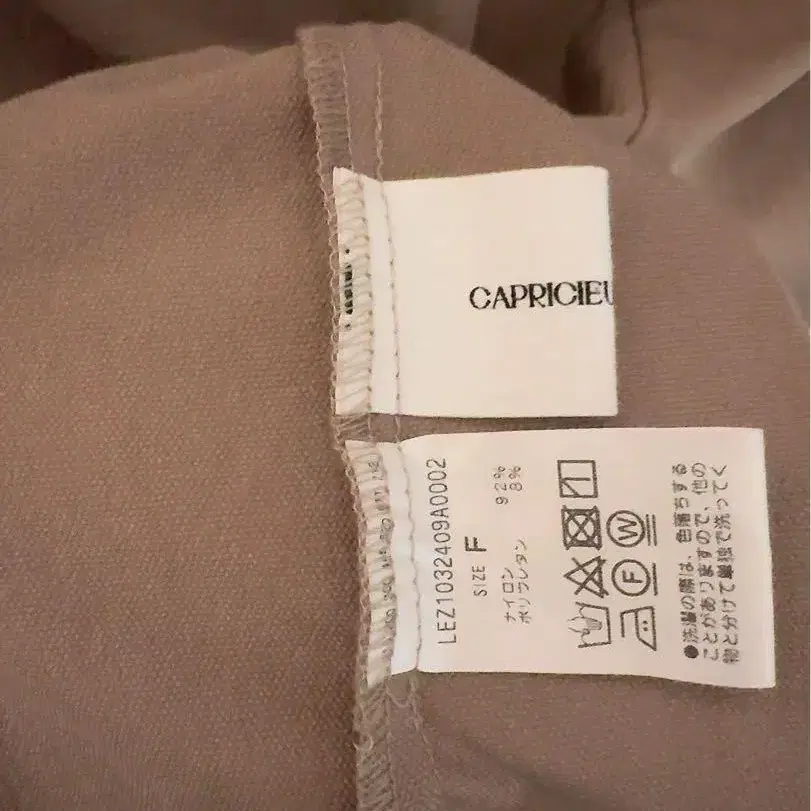 CAPRICIEU
LEZ1032409A0002
SIZE F
ナイロン 92%
ポリウレタン 8%
W
F
●洗濯の際は、色落ちする
ことがありますので、他の
物と分けて単独で洗ってく